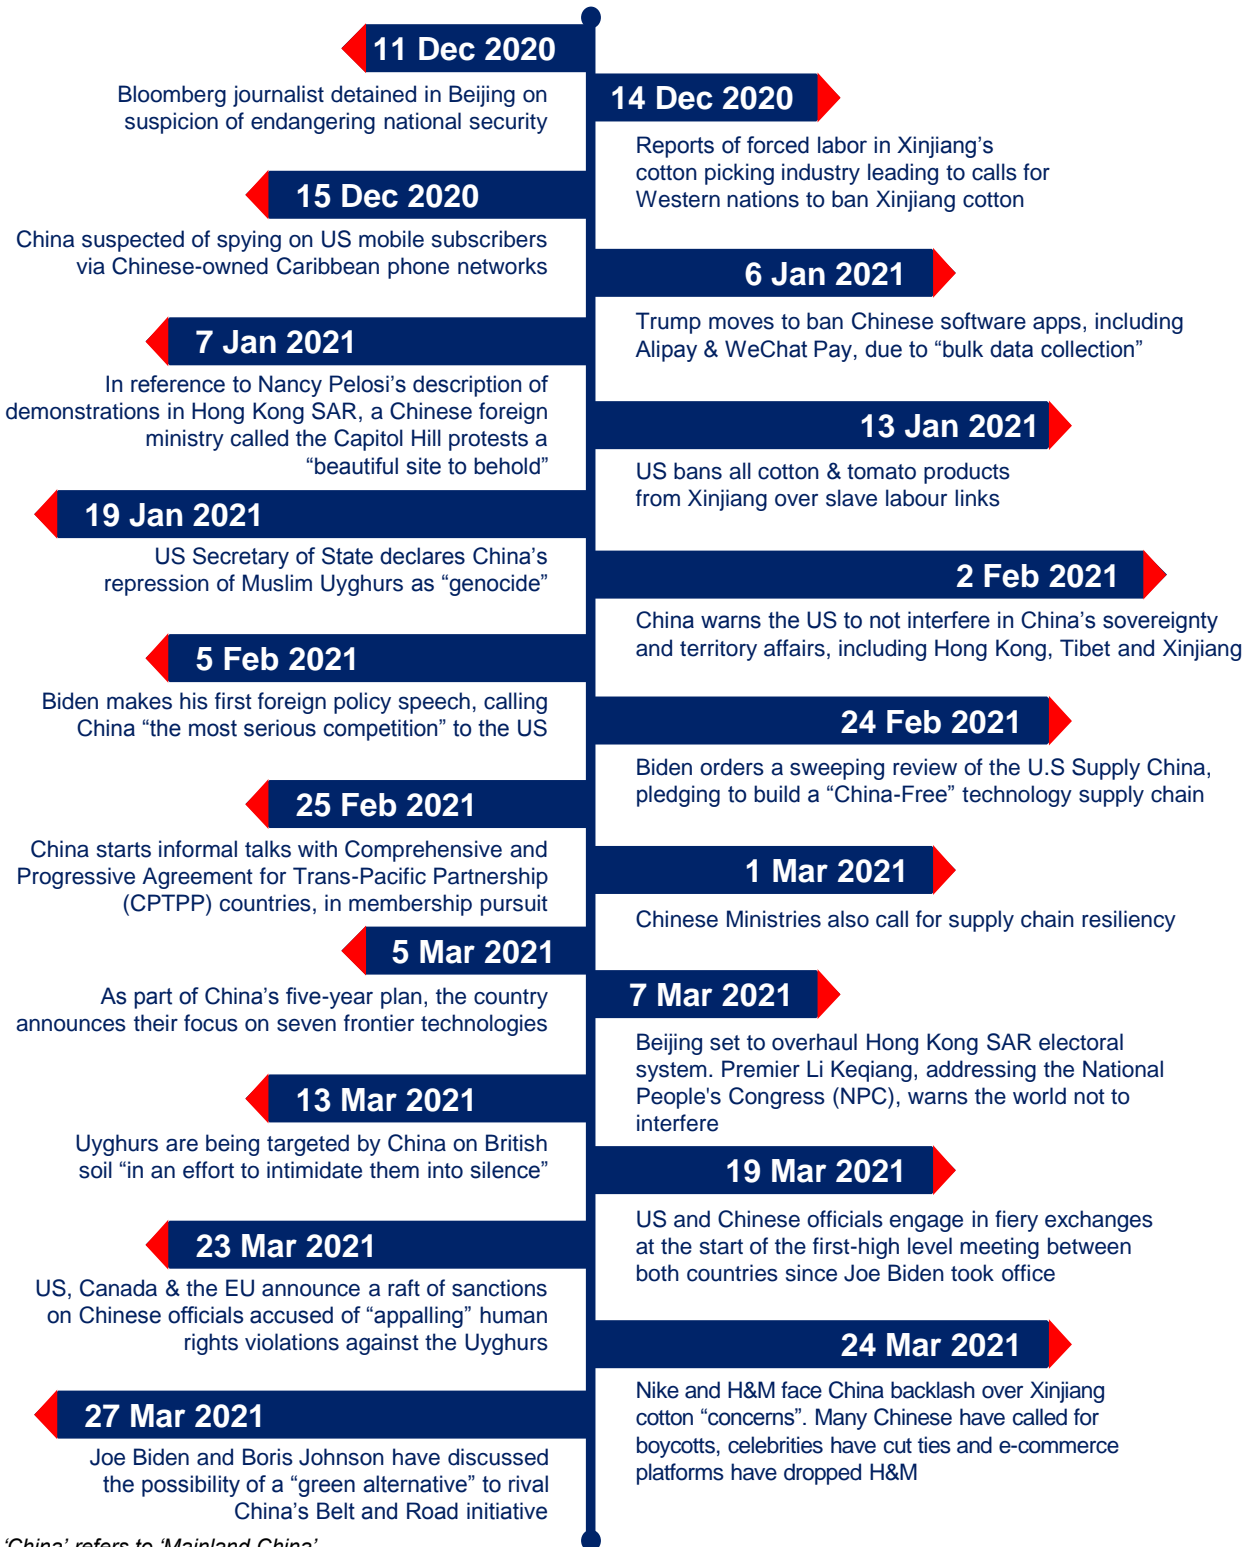 11 Dec 2020
Bloomberg journalist detained in Beijing on
suspicion of endangering national security
14 Dec 2020
Reports of forced labor in Xinjiang’s
cotton picking industry leading to calls for
Western nations to ban Xinjiang cotton
15 Dec 2020
China suspected of spying on US mobile subscribers
via Chinese-owned Caribbean phone networks
6 Jan 2021
Trump moves to ban Chinese software apps, including
Alipay & WeChat Pay, due to “bulk data collection”
7 Jan 2021
In reference to Nancy Pelosi’s description of
demonstrations in Hong Kong SAR, a Chinese foreign
ministry called the Capitol Hill protests a
“beautiful site to behold”
13 Jan 2021
US bans all cotton & tomato products
from Xinjiang over slave labour links
19 Jan 2021
US Secretary of State declares China’s
repression of Muslim Uyghurs as “genocide”
2 Feb 2021
China warns the US to not interfere in China’s sovereignty
and territory affairs, including Hong Kong, Tibet and Xinjiang
5 Feb 2021
Biden makes his first foreign policy speech, calling
China “the most serious competition” to the US
24 Feb 2021
Biden orders a sweeping review of the U.S Supply China,
pledging to build a “China-Free” technology supply chain
25 Feb 2021
China starts informal talks with Comprehensive and
Progressive Agreement for Trans-Pacific Partnership
(CPTPP) countries, in membership pursuit
1 Mar 2021
Chinese Ministries also call for supply chain resiliency
5 Mar 2021
As part of China’s five-year plan, the country
announces their focus on seven frontier technologies
7 Mar 2021
Beijing set to overhaul Hong Kong SAR electoral
system. Premier Li Keqiang, addressing the National
People's Congress (NPC), warns the world not to
interfere
13 Mar 2021
Uyghurs are being targeted by China on British
soil “in an effort to intimidate them into silence”
19 Mar 2021
US and Chinese officials engage in fiery exchanges
at the start of the first-high level meeting between
both countries since Joe Biden took office
23 Mar 2021
US, Canada & the EU announce a raft of sanctions
on Chinese officials accused of “appalling” human
rights violations against the Uyghurs
24 Mar 2021
Nike and H&M face China backlash over Xinjiang
cotton “concerns”. Many Chinese have called for
boycotts, celebrities have cut ties and e-commerce
platforms have dropped H&M
27 Mar 2021
Joe Biden and Boris Johnson have discussed
the possibility of a “green alternative” to rival
China’s Belt and Road initiative
‘China’ refers to ‘Mainland China’